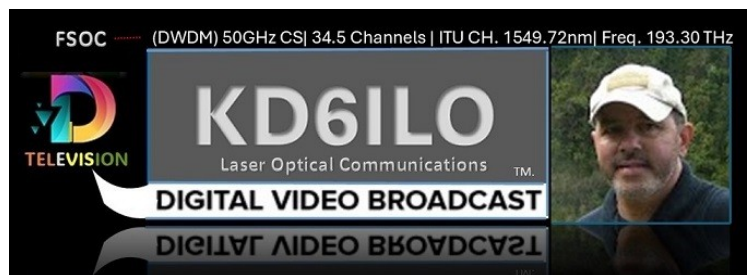 FSOC ........ (DWDM) 50GHz CS| 34.5 Channels | ITU CH. 1549.72nm| Freq. 193.30 THz
D
TELEVISION
KD6ILO
Laser Optical Communications TM.
DIGITAL VIDEO BROADCAST
DIGITAL VIDEO BROADCAST